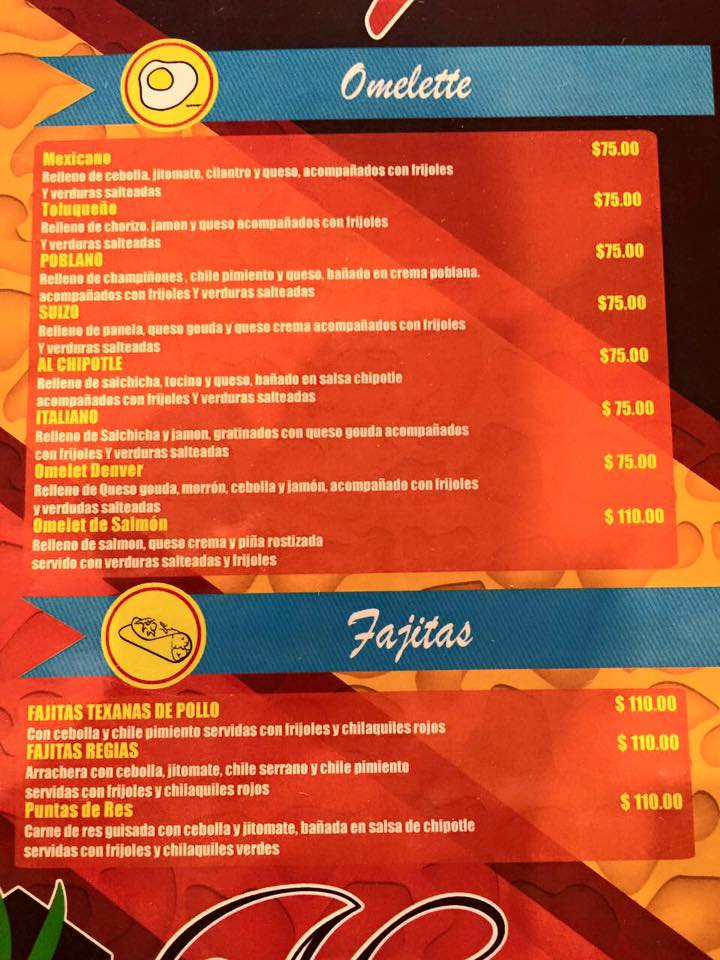 Omelette
Mexicano $75.00
Relleno de cebolla, jitomate, cilantro y queso, acompañados con frijoles
Y verduras salteadas
Toluqueño $75.00
Relleno de chorizo, jamon y queso acompañados con frijoles
Y verduras salteadas
POBLANO $75.00
Relleno de champiñones , chile pimiento y queso, bañado en crema poblana.
acompañados con frijoles Y verduras salteadas
SUIZO $75.00
Relleno de panela, queso gouda y queso crema acompañados con frijoles
Y verduras salteadas
AL CHIPOTLE $75.00
Relleno de salchicha, tocino y queso, bañado en salsa chipotle
acompañados con frijoles Y verduras salteadas
ITALIANO $ 75.00
Relleno de Salchicha y jamon, gratinados con queso gouda acompañados
con frijoles Y verduras salteadas
Omelet Denver $ 75.00
Relleno de Queso gouda, morrón, cebolla y jamón, acompañado con frijoles
y verdudas salteadas
Omelet de Salmón $ 110.00
Relleno de salmon, queso crema y piña rostizada
servido con verduras salteadas y frijoles
Fajitas
FAJITAS TEXANAS DE POLLO $ 110.00
Con cebolla y chile pimiento servidas con frijoles y chilaquiles rojos
FAJITAS REGIAS $ 110.00
Arrachera con cebolla, jitomate, chile serrano y chile pimiento
servidas con frijoles y chilaquiles rojos
Puntas de Res $ 110.00
Carne de res guisada con cebolla y jitomate, bañada en salsa de chipotle
servidas con frijoles y chilaquiles verdes